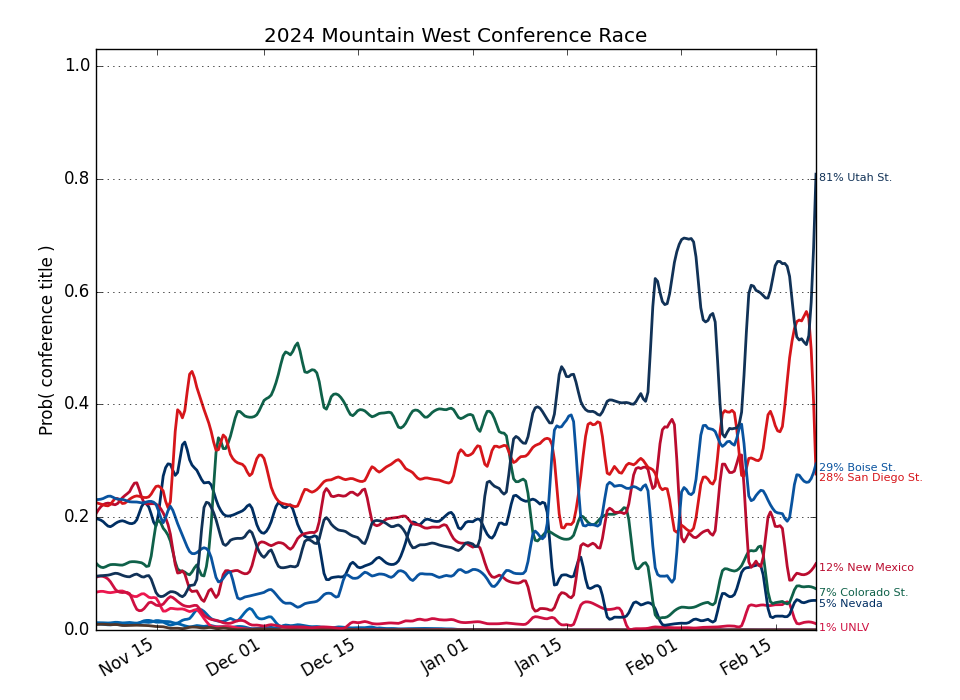 2024 Mountain West Conference Race
Prob( conference title )
1.0
0.8
0.6
0.4
0.2
0.0
Nov 15
Dec 01
Dec 15
Jan 01
Jan 15
Feb 01
Feb 15
81% Utah St.
29% Boise St.
28% San Diego St.
12% New Mexico
7% Colorado St.
5% Nevada
1% UNLV